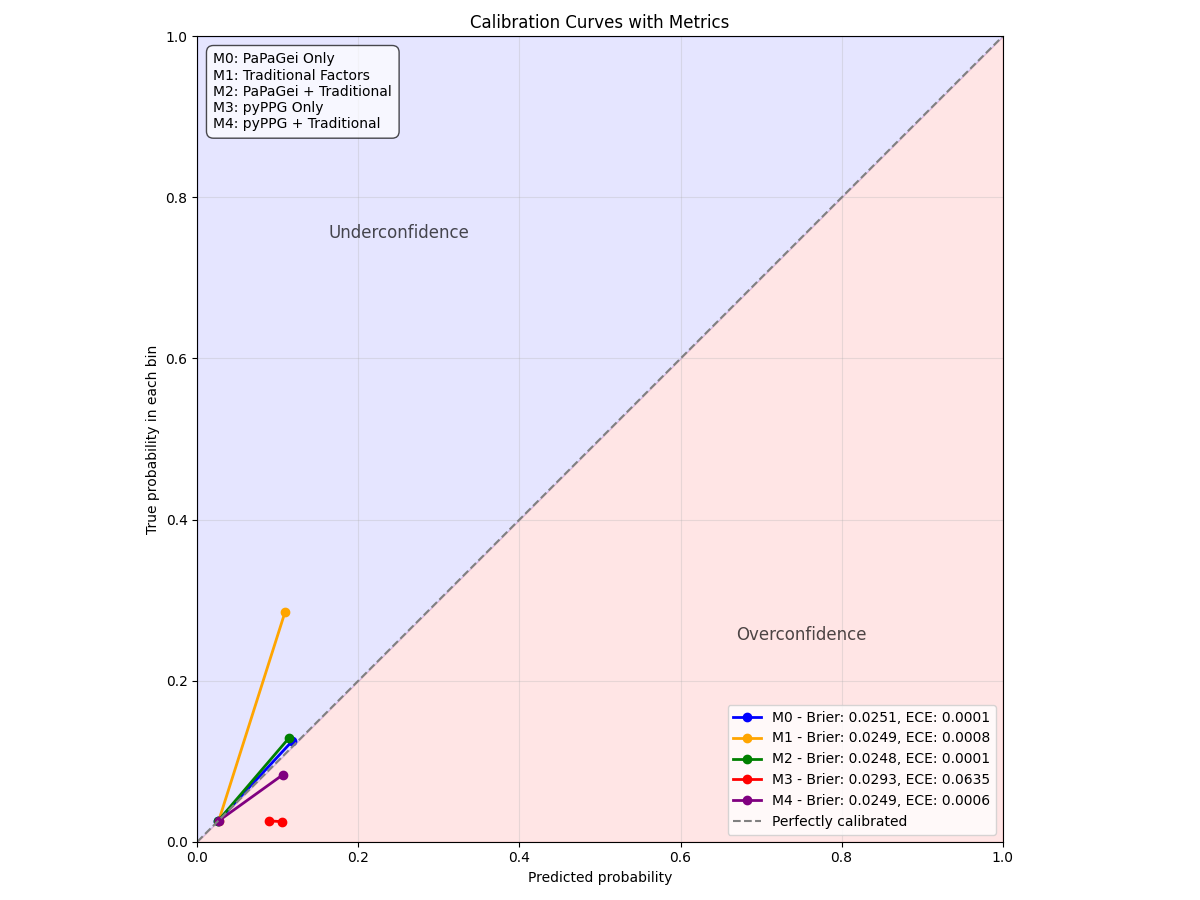 Calibration Curves with Metrics
1.0
M0: PaPaGei Only
M1: Traditional Factors
M2: PaPaGei + Traditional
M3: pyPPG Only
M4: pyPPG + Traditional
0.8
Underconfidence
0.6
True probability in each bin
0.4
Overconfidence
0.2
M0 - Brier: 0.0251, ECE: 0.0001
M1 - Brier: 0.0249, ECE: 0.0008
M2 - Brier: 0.0248, ECE: 0.0001
M3 - Brier: 0.0293, ECE: 0.0635
M4 - Brier: 0.0249, ECE: 0.0006
Perfectly calibrated
0.0
0.0 0.2 0.4 0.6 0.8 1.0
Predicted probability